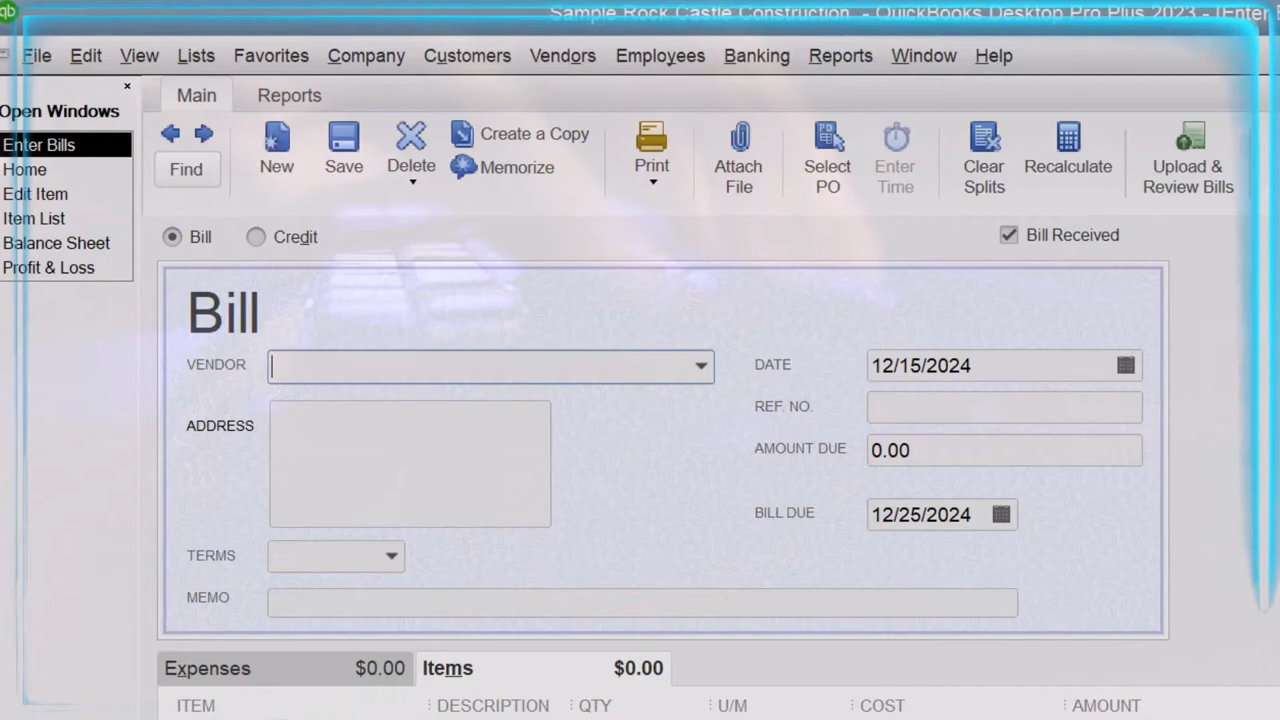 qb
Sample Rock Castle Construction - QuickBooks Desktop Pro Plus 2023 - [Enter
File Edit View Lists Favorites Company Customers Vendors Employees Banking Reports Window Help
Open Windows
Enter Bills
Home
Edit Item
Item List
Balance Sheet
Profit & Loss
Main Reports
Find
New
Save
Delete
Create a Copy
Memorize
Print
Attach
File
Select
PO
Enter
Time
Clear
Splits
Recalculate
Upload &
Review Bills
Bill Credit Bill Received
Bill
VENDOR
ADDRESS
TERMS
MEMO
DATE 12/15/2024
REF. NO.
AMOUNT DUE 0.00
BILL DUE 12/25/2024
Expenses $0.00 Items $0.00
ITEM DESCRIPTION QTY U/M COST AMOUNT